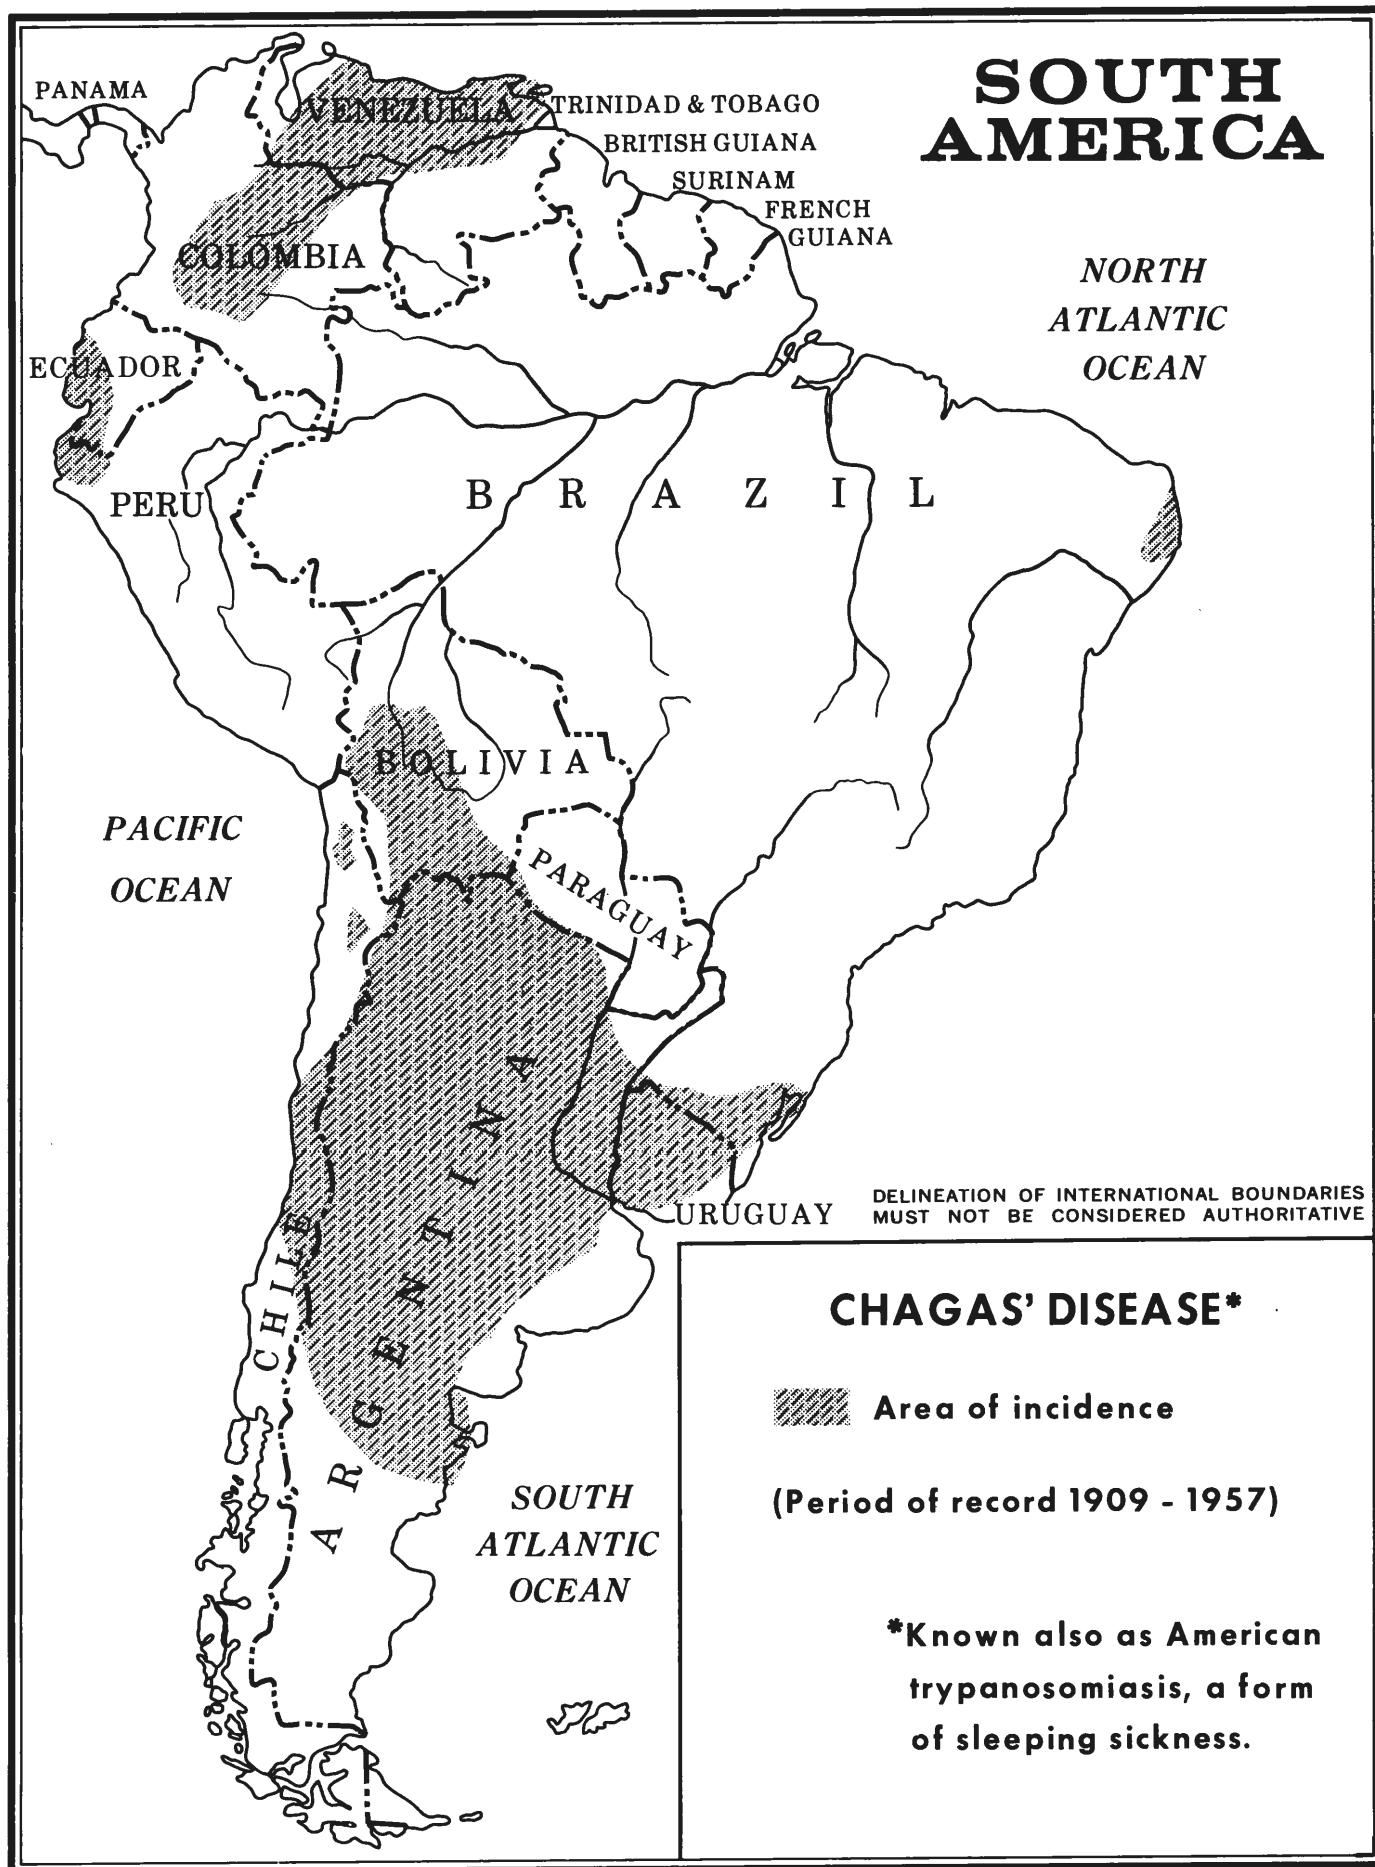 SOUTH
AMERICA
PANAMA
VENEZUELA
TRINIDAD & TOBAGO
BRITISH GUIANA
SURINAM
FRENCH
GUIANA
COLOMBIA
NORTH
ATLANTIC
OCEAN
ECUADOR
PERU
BRAZIL
BOLIVIA
PACIFIC
OCEAN
PARAGUAY
ARGENTINA
CHILE
URUGUAY
DELINEATION OF INTERNATIONAL BOUNDARIES
MUST NOT BE CONSIDERED AUTHORITATIVE
SOUTH
ATLANTIC
OCEAN
CHAGAS' DISEASE*
Area of incidence
(Period of record 1909 - 1957)
*Known also as American
trypanosomiasis, a form
of sleeping sickness.